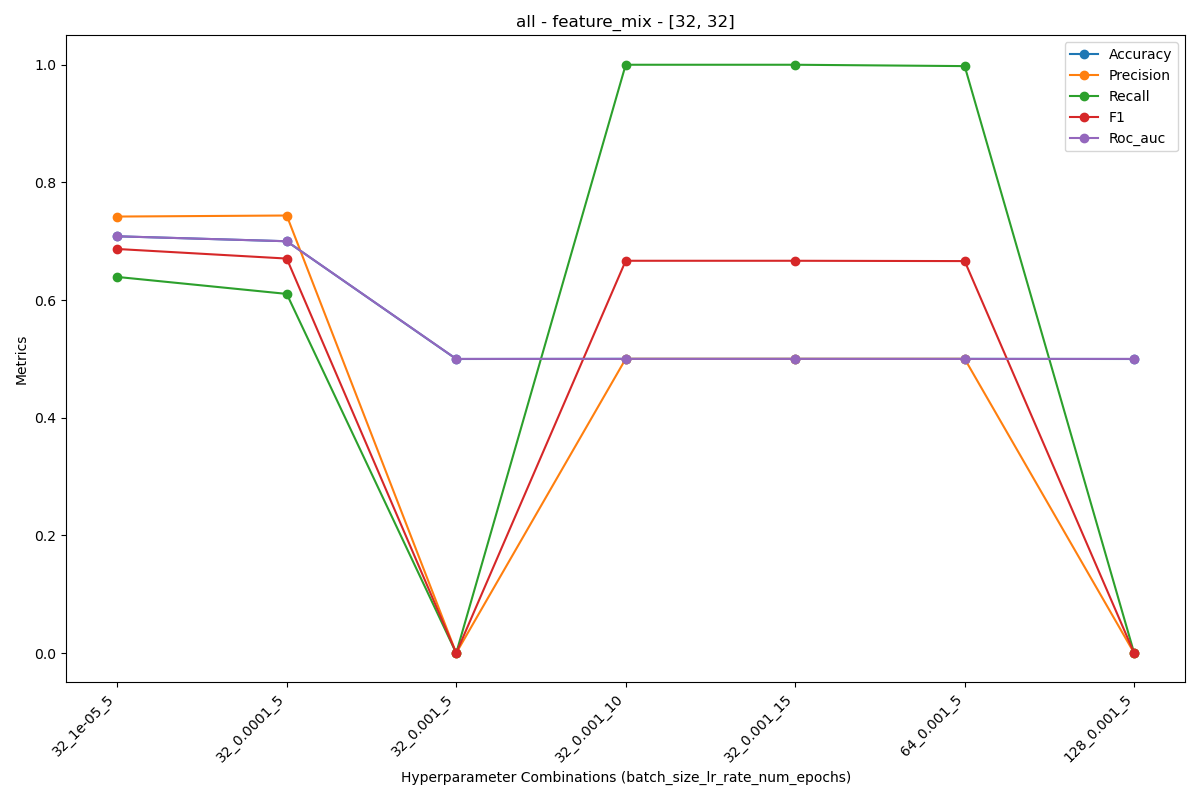 all - feature_mix - [32, 32]
Accuracy
Precision
Recall
F1
Roc_auc
Metrics
1.0
0.8
0.6
0.4
0.2
0.0
32_1e-05_5
32_0.0001_5
32_0.001_5
32_0.001_10
32_0.001_15
64_0.001_5
128_0.001_5
Hyperparameter Combinations (batch_size_lr_rate_num_epochs)